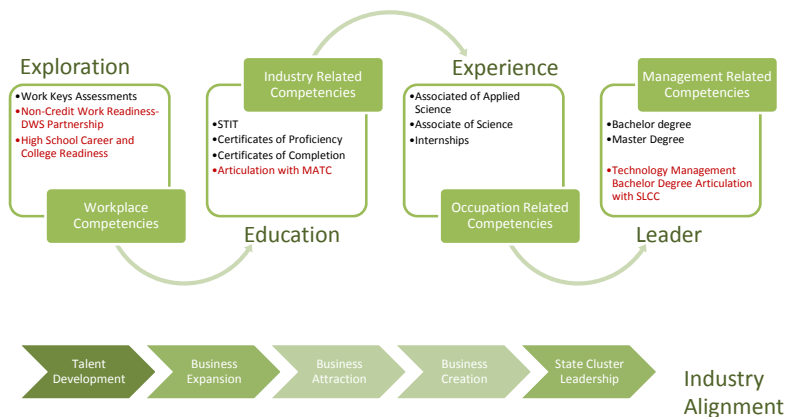 Exploration
•Work Keys Assessments
•Non-Credit Work Readiness-
DWS Partnership
•High School Career and
College Readiness
Workplace
Competencies
Industry Related
Competencies
•STIT
•Certificates of Proficiency
•Certificates of Completion
•Articulation with MATC
Education
Experience
•Associated of Applied
Science
•Associate of Science
•Internships
Occupation Related
Competencies
Management Related
Competencies
•Bachelor degree
•Master Degree
•Technology Management
Bachelor Degree Articulation
with SLCC
Leader
Talent
Development
Business
Expansion
Business
Attraction
Business
Creation
State Cluster
Leadership
Industry
Alignment